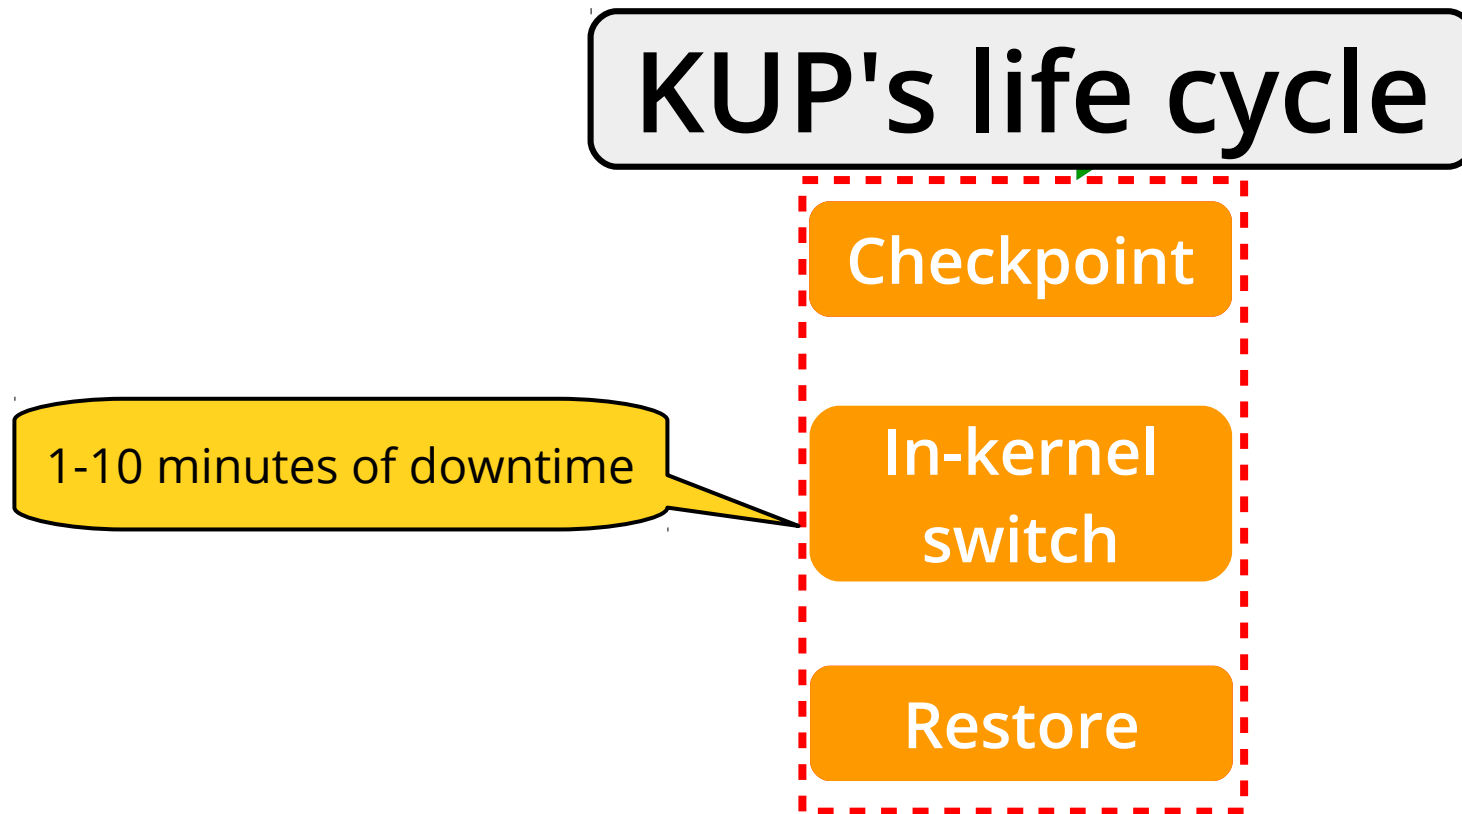 KUP's life cycle
Checkpoint
1-10 minutes of downtime
In-kernel
switch
Restore